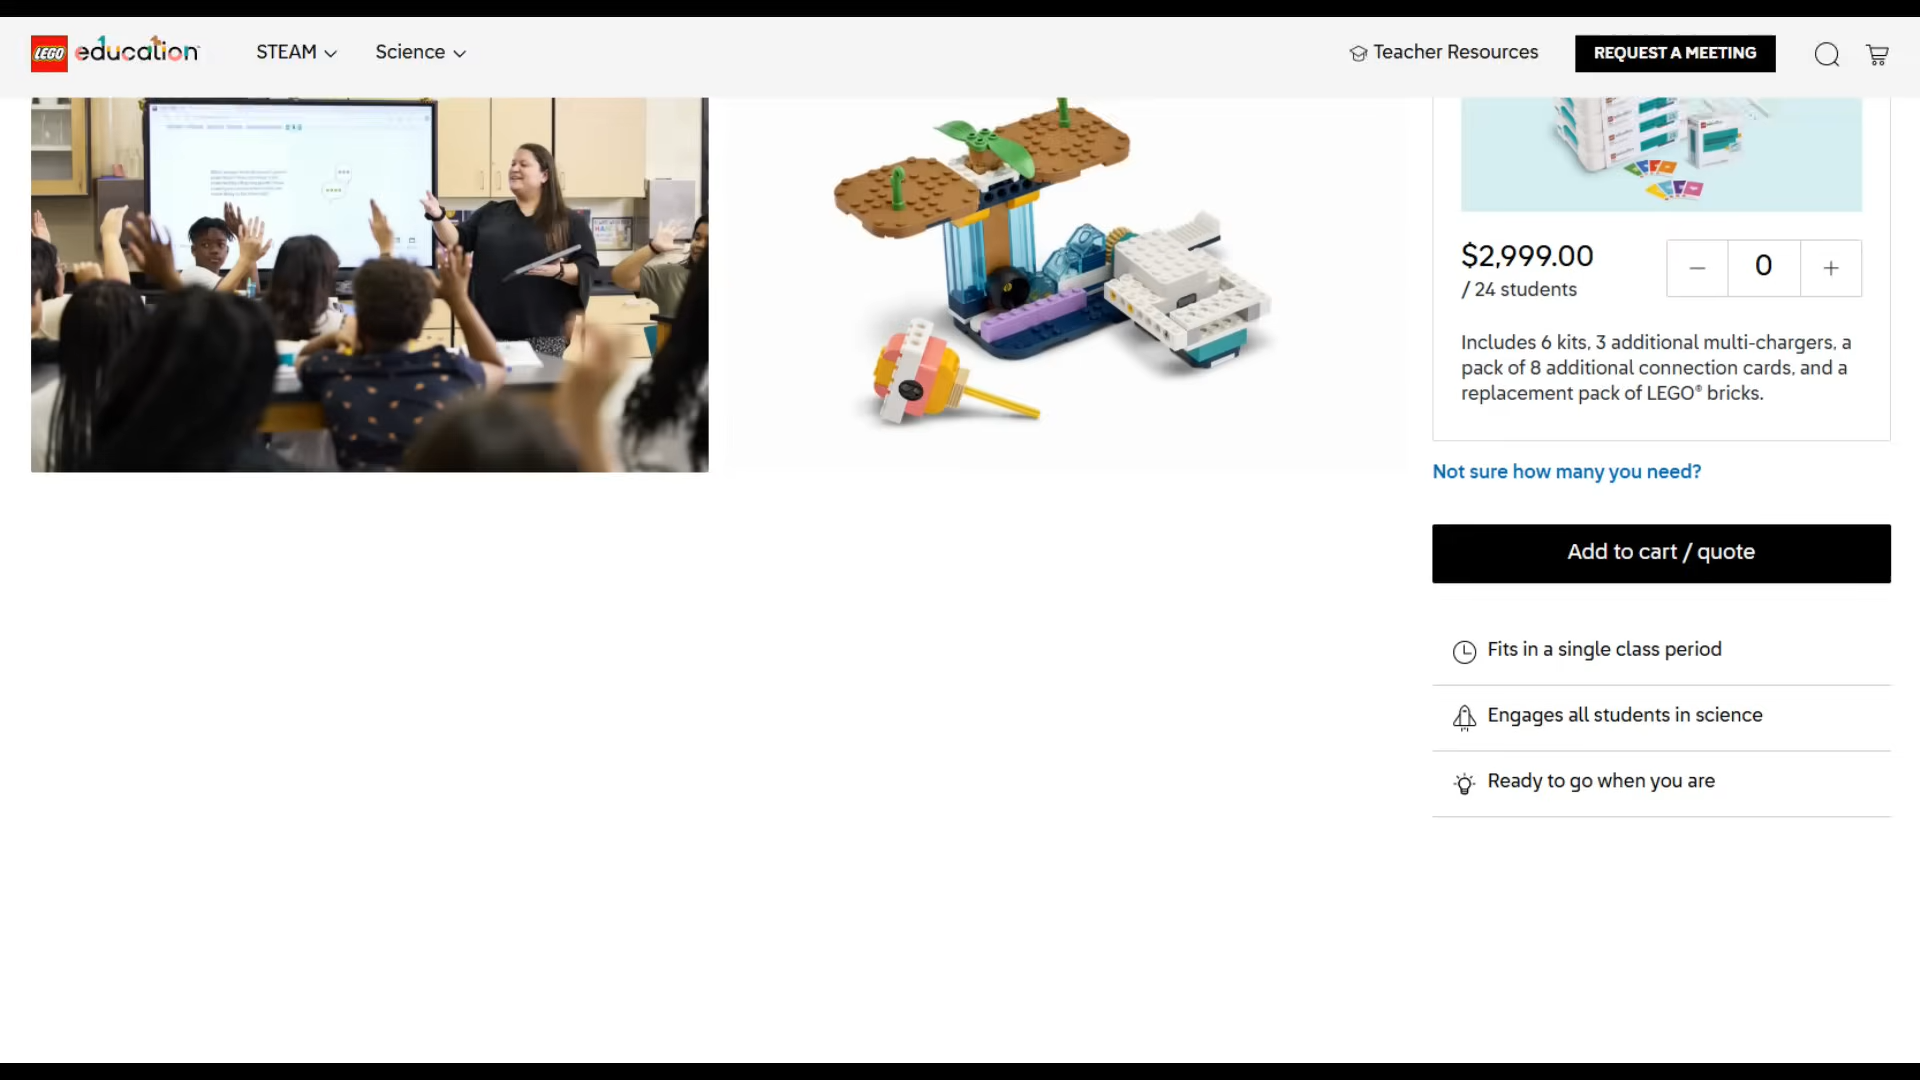 LEGO education™
STEAM
Science
Teacher Resources
REQUEST A MEETING
$2,999.00
/ 24 students
0
Includes 6 kits, 3 additional multi-chargers, a
pack of 8 additional connection cards, and a
replacement pack of LEGO® bricks.
Not sure how many you need?
Add to cart / quote
Fits in a single class period
Engages all students in science
Ready to go when you are